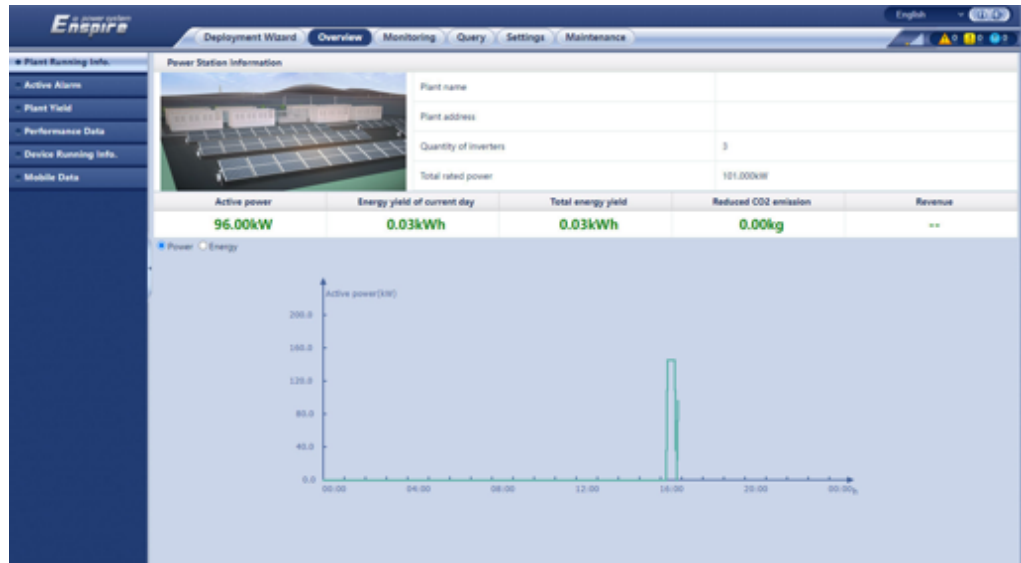 Enspire
English
Deployment Wizard Overview Monitoring Query Settings Maintenance
0 0 0
Plant Running Info.
Active Alarm
Plant Yield
Performance Data
Device Running Info.
Mobile Data
Power Station Information
Plant name
Plant address
Quantity of inverters 3
Total rated power 101.000kW
Active power Energy yield of current day Total energy yield Reduced CO2 emission Revenue
96.00kW 0.03kWh 0.03kWh 0.00kg --
Power Energy
Active power(kW)
200.0
160.0
120.0
80.0
40.0
0.0
00:00 04:00 08:00 12:00 16:00 20:00 00:00 h